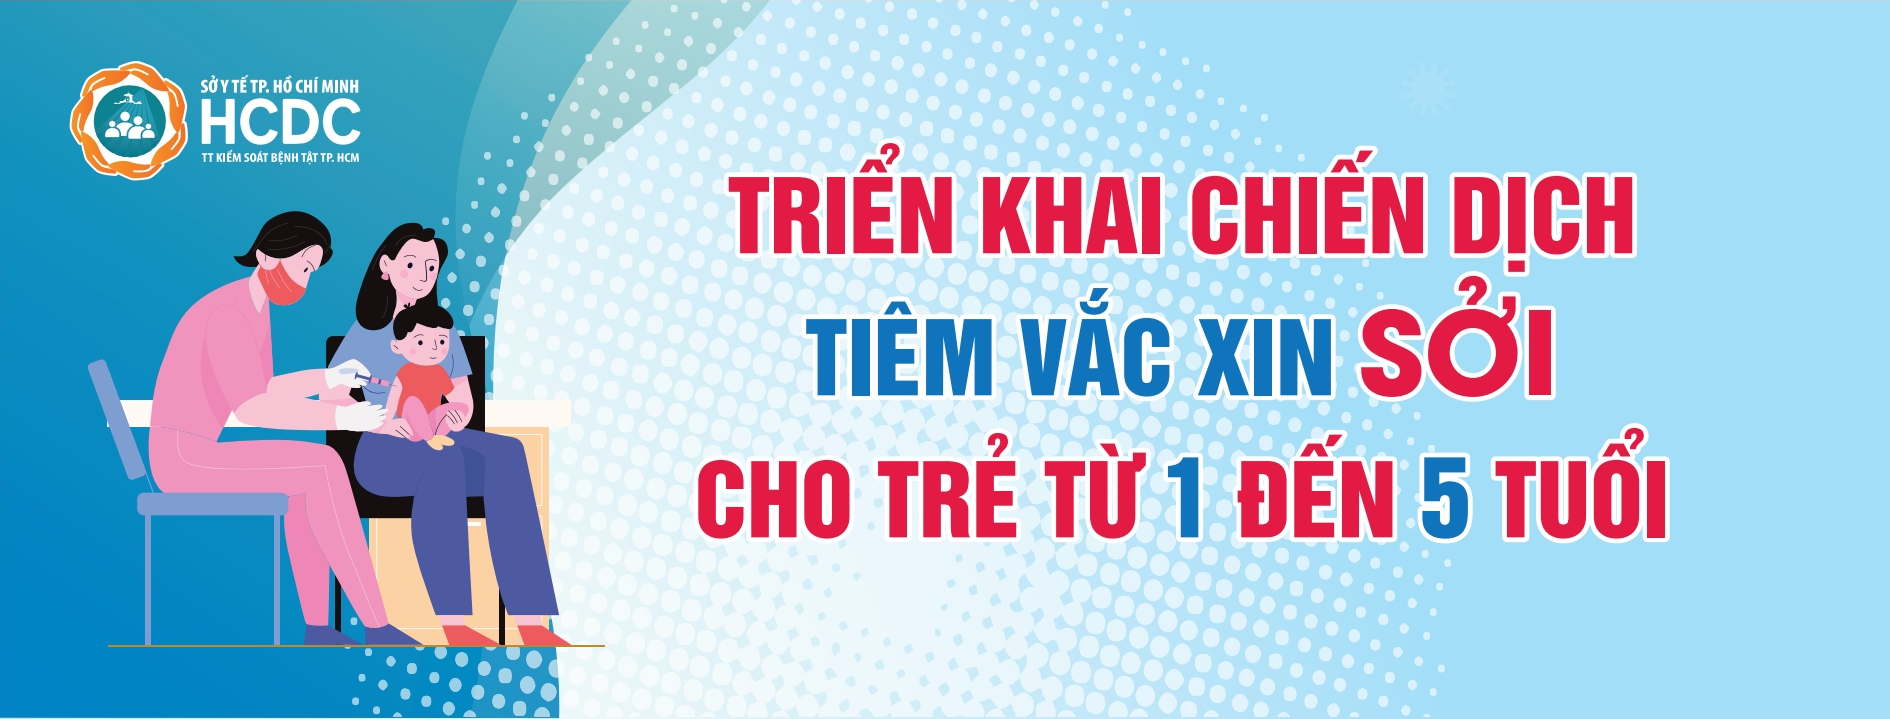 SỞ Y TẾ TP. HỒ CHÍ MINH
HCDC
TT KIỂM SOÁT BỆNH TẬT TP. HCM
TRIỂN KHAI CHIẾN DỊCH
TIÊM VẮC XIN SỞI
CHO TRẺ TỪ 1 ĐẾN 5 TUỔI